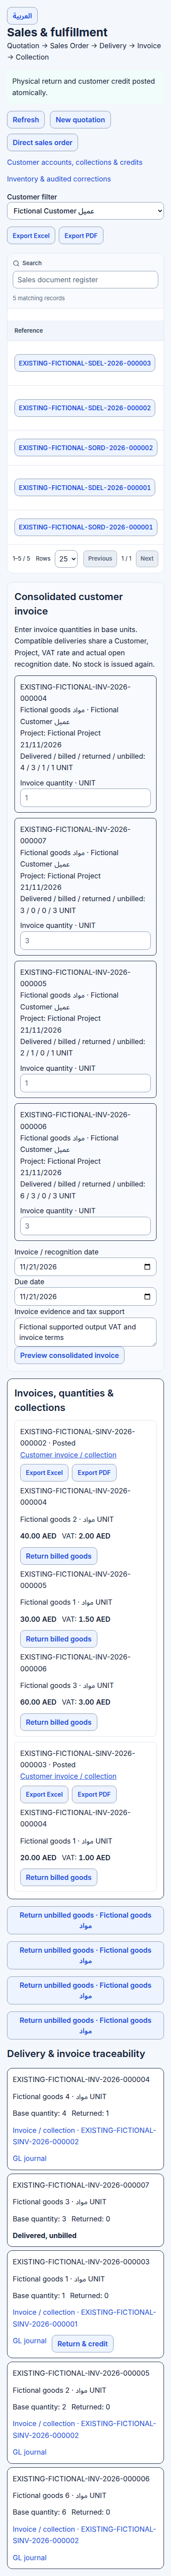 العربية
Sales & fulfillment
Quotation → Sales Order → Delivery → Invoice
→ Collection
Physical return and customer credit posted
atomically.
Refresh
New quotation
Direct sales order
Customer accounts, collections & credits
Inventory & audited corrections
Customer filter
Fictional Customer عميل
Export Excel
Export PDF
Search
Sales document register
5 matching records
Reference
EXISTING-FICTIONAL-SDEL-2026-000003
EXISTING-FICTIONAL-SDEL-2026-000002
EXISTING-FICTIONAL-SORD-2026-000002
EXISTING-FICTIONAL-SDEL-2026-000001
EXISTING-FICTIONAL-SORD-2026-000001
1–5 / 5 Rows 25 Previous 1 / 1 Next
Consolidated customer
invoice
Enter invoice quantities in base units.
Compatible deliveries share a Customer,
Project, VAT rate and actual open
recognition date. No stock is issued again.
EXISTING-FICTIONAL-INV-2026-
000004
Fictional goods مواد · Fictional
Customer عميل
Project: Fictional Project
21/11/2026
Delivered / billed / returned / unbilled:
4 / 3 / 1 / 1 UNIT
Invoice quantity · UNIT
1
EXISTING-FICTIONAL-INV-2026-
000007
Fictional goods مواد · Fictional
Customer عميل
Project: Fictional Project
21/11/2026
Delivered / billed / returned / unbilled:
3 / 0 / 0 / 3 UNIT
Invoice quantity · UNIT
3
EXISTING-FICTIONAL-INV-2026-
000005
Fictional goods مواد · Fictional
Customer عميل
Project: Fictional Project
21/11/2026
Delivered / billed / returned / unbilled:
2 / 1 / 0 / 1 UNIT
Invoice quantity · UNIT
1
EXISTING-FICTIONAL-INV-2026-
000006
Fictional goods مواد · Fictional
Customer عميل
Project: Fictional Project
21/11/2026
Delivered / billed / returned / unbilled:
6 / 3 / 0 / 3 UNIT
Invoice quantity · UNIT
3
Invoice / recognition date
11/21/2026
Due date
11/21/2026
Invoice evidence and tax support
Fictional supported output VAT and
invoice terms
Preview consolidated invoice
Invoices, quantities &
collections
EXISTING-FICTIONAL-SINV-2026-
000002 · Posted
Customer invoice / collection
Export Excel
Export PDF
EXISTING-FICTIONAL-INV-2026-
000004
Fictional goods مواد · 2 UNIT
40.00 AED VAT: 2.00 AED
Return billed goods
EXISTING-FICTIONAL-INV-2026-
000005
Fictional goods مواد · 1 UNIT
30.00 AED VAT: 1.50 AED
Return billed goods
EXISTING-FICTIONAL-INV-2026-
000006
Fictional goods مواد · 3 UNIT
60.00 AED VAT: 3.00 AED
Return billed goods
EXISTING-FICTIONAL-SINV-2026-
000003 · Posted
Customer invoice / collection
Export Excel
Export PDF
EXISTING-FICTIONAL-INV-2026-
000004
Fictional goods مواد · 1 UNIT
20.00 AED VAT: 1.00 AED
Return billed goods
Return unbilled goods · Fictional goods
مواد
Return unbilled goods · Fictional goods
مواد
Return unbilled goods · Fictional goods
مواد
Return unbilled goods · Fictional goods
مواد
Delivery & invoice traceability
EXISTING-FICTIONAL-INV-2026-000004
Fictional goods مواد · 4 UNIT
Base quantity: 4 Returned: 1
Invoice / collection · EXISTING-FICTIONAL-
SINV-2026-000002
GL journal
EXISTING-FICTIONAL-INV-2026-000007
Fictional goods مواد · 3 UNIT
Base quantity: 3 Returned: 0
Delivered, unbilled
EXISTING-FICTIONAL-INV-2026-000003
Fictional goods مواد · 1 UNIT
Base quantity: 1 Returned: 0
Invoice / collection · EXISTING-FICTIONAL-
SINV-2026-000001
GL journal
Return & credit
EXISTING-FICTIONAL-INV-2026-000005
Fictional goods مواد · 2 UNIT
Base quantity: 2 Returned: 0
Invoice / collection · EXISTING-FICTIONAL-
SINV-2026-000002
GL journal
EXISTING-FICTIONAL-INV-2026-000006
Fictional goods مواد · 6 UNIT
Base quantity: 6 Returned: 0
Invoice / collection · EXISTING-FICTIONAL-
SINV-2026-000002
GL journal